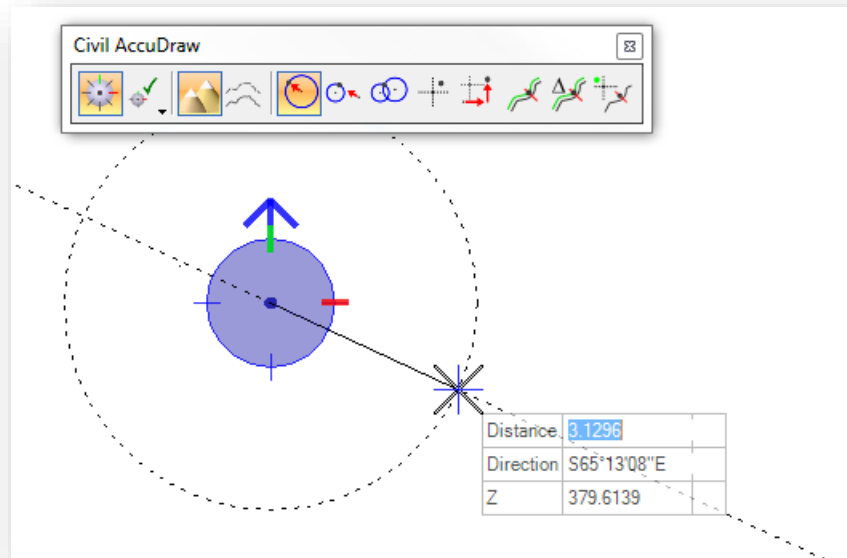 Civil AccuDraw
Distance 3.1296
Direction S65°13'08"E
Z 379.6139